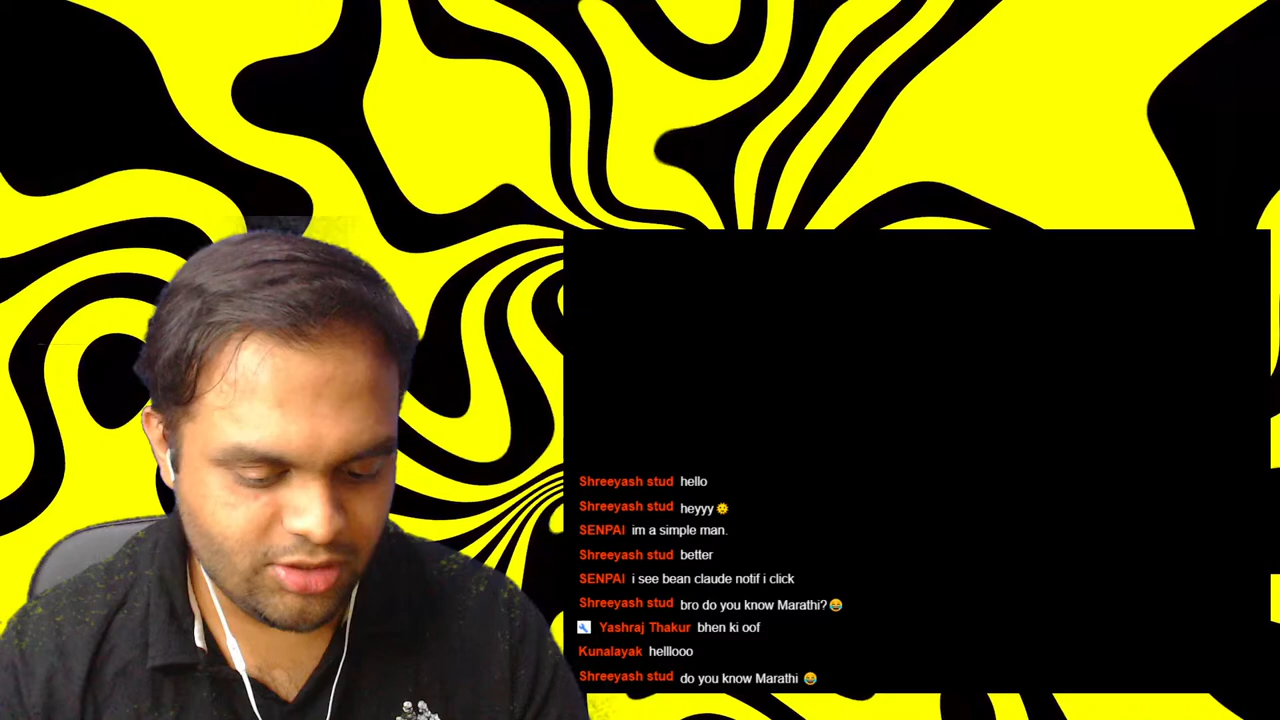 Shreeyash stud hello
Shreeyash stud heyyy🌞
SENPAI im a simple man.
Shreeyash stud better
SENPAI i see bean claude notif i click
Shreeyash stud bro do you know Marathi?😂
Yashraj Thakur bhen ki oof
Kunalayak helllooo
Shreeyash stud do you know Marathi 😂